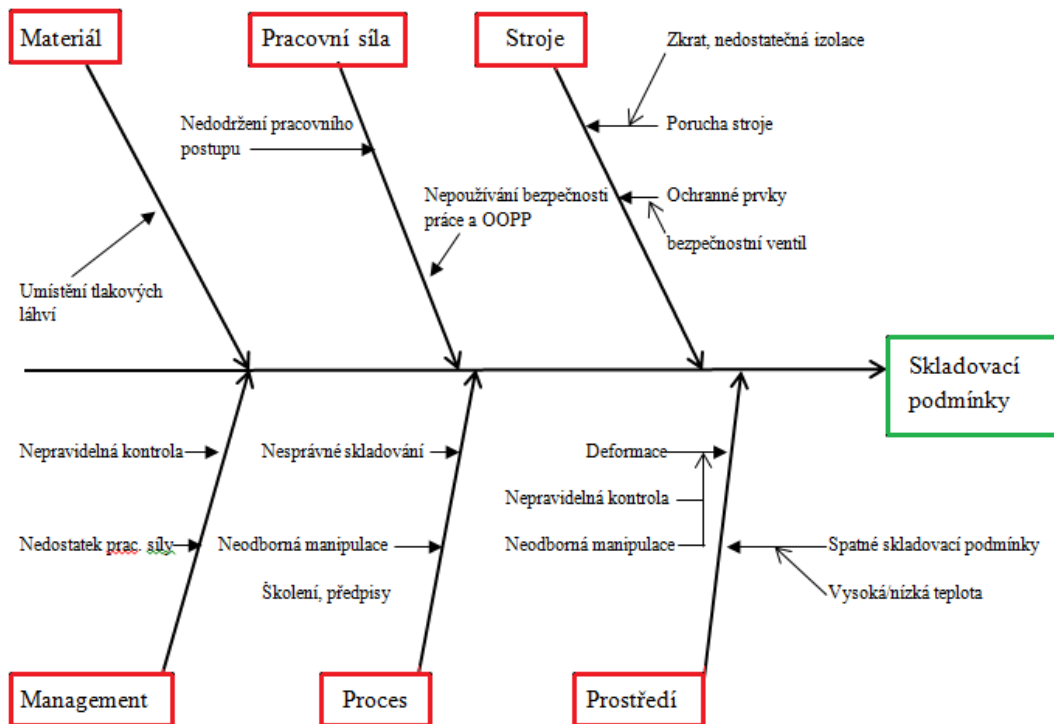 Materiál
Pracovní síla
Stroje
Zkrat, nedostatečná izolace
Nedodržení pracovního
postupu
Porucha stroje
Nepoužívání bezpečnosti
práce a OOPP
Ochranné prvky
bezpečnostní ventil
Umístění tlakových
láhví
Skladovací
podmínky
Nepravidelná kontrola
Nesprávné skladování
Deformace
Nepravidelná kontrola
Nedostatek prac. síly
Neodborná manipulace
Neodborná manipulace
Spatné skladovací podmínky
Školení, předpisy
Vysoká/nízká teplota
Management
Proces
Prostředí